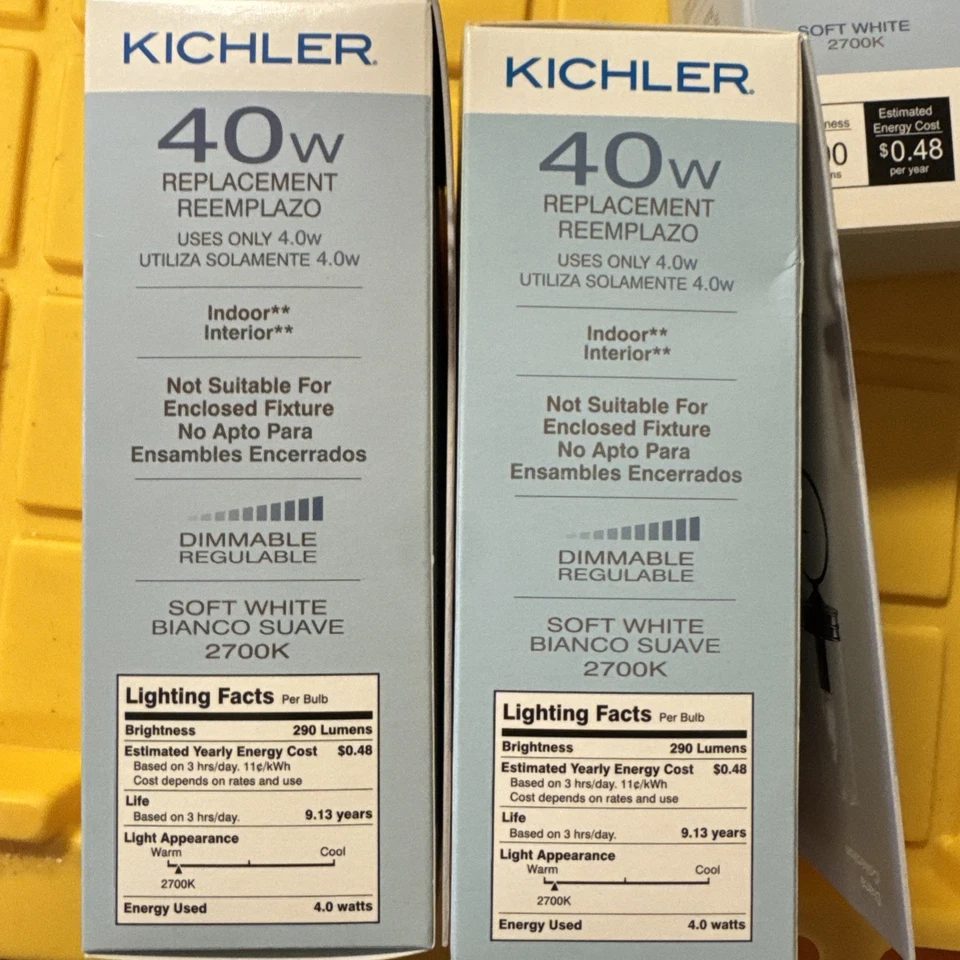 KICHLER®
40W
REPLACEMENT
REEMPLAZO
USES ONLY 4.0W
UTILIZA SOLAMENTE 4.0W
Indoor**
Interior**
Not Suitable For
Enclosed Fixture
No Apto Para
Ensambles Encerrados
DIMMABLE
REGULABLE
SOFT WHITE
BIANCO SUAVE
2700K
Lighting Facts Per Bulb
Brightness 290 Lumens
Estimated Yearly Energy Cost $0.48
Based on 3 hrs/day. 11¢/kWh
Cost depends on rates and use
Life
Based on 3 hrs/day. 9.13 years
Light Appearance
Warm Cool
2700K
Energy Used 4.0 watts
KICHLER®
40W
REPLACEMENT
REEMPLAZO
USES ONLY 4.0W
UTILIZA SOLAMENTE 4.0W
Indoor**
Interior**
Not Suitable For
Enclosed Fixture
No Apto Para
Ensambles Encerrados
DIMMABLE
REGULABLE
SOFT WHITE
BIANCO SUAVE
2700K
Lighting Facts Per Bulb
Brightness 290 Lumens
Estimated Yearly Energy Cost $0.48
Based on 3 hrs/day. 11¢/kWh
Cost depends on rates and use
Life
Based on 3 hrs/day. 9.13 years
Light Appearance
Warm Cool
2700K
Energy Used 4.0 watts
SOFT WHITE
2700K
Estimated
Energy Cost
$0.48
per year